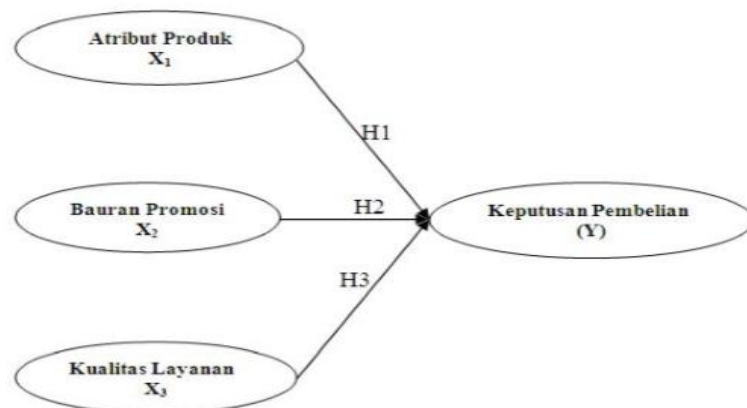 Atribut Produk
X₁
H1
Bauran Promosi
X₂
H2
Keputusan Pembelian
(Y)
H3
Kualitas Layanan
X₃